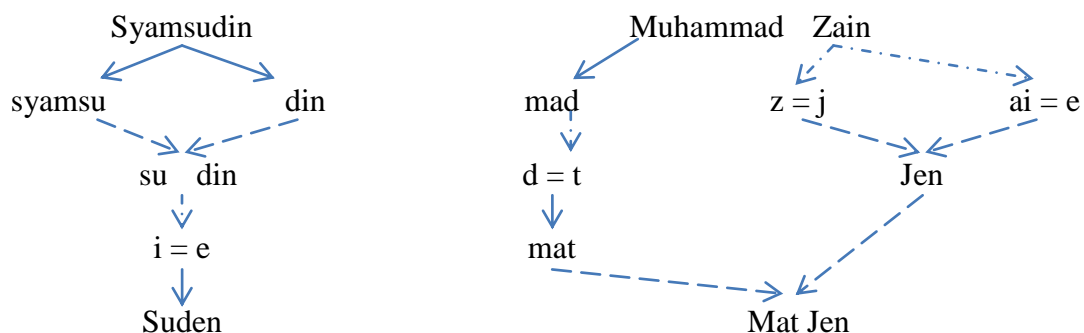 Syamsudin
syamsu din
su din
i = e
Suden
Muhammad Zain
mad z = j ai = e
d = t Jen
mat
Mat Jen